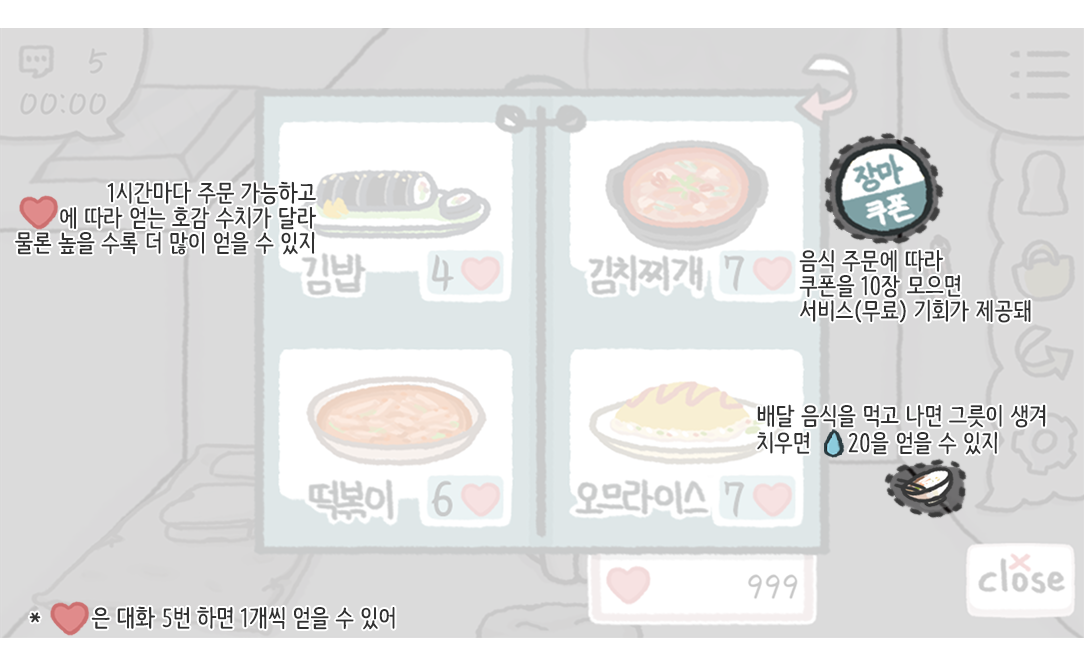 5
00:00
장마
쿠폰
1시간마다 주문 가능하고
에 따라 얻는 호감 수치가 달라
물론 높을 수록 더 많이 얻을 수 있지
김밥 4
김치찌개 7
음식 주문에 따라
쿠폰을 10장 모으면
서비스(무료) 기회가 제공돼
배달 음식을 먹고 나면 그릇이 생겨
치우면 20을 얻을 수 있지
떡볶이 6
오므라이스 7
close
999
* 은 대화 5번 하면 1개씩 얻을 수 있어